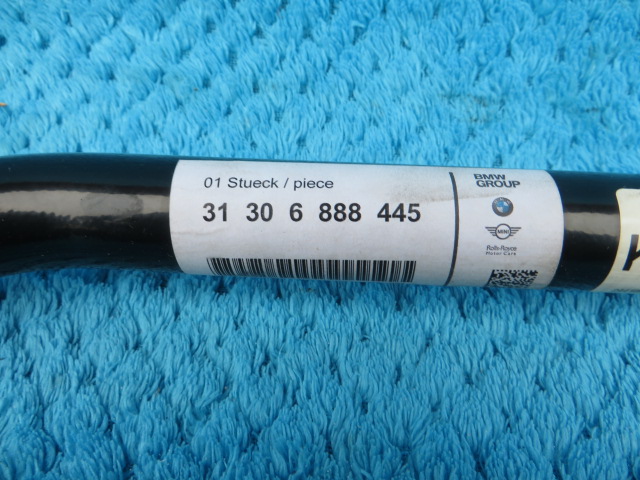 01 Stueck / piece
31 30 6 888 445
BMW
GROUP
MINI
Rolls-Royce
Motor Cars